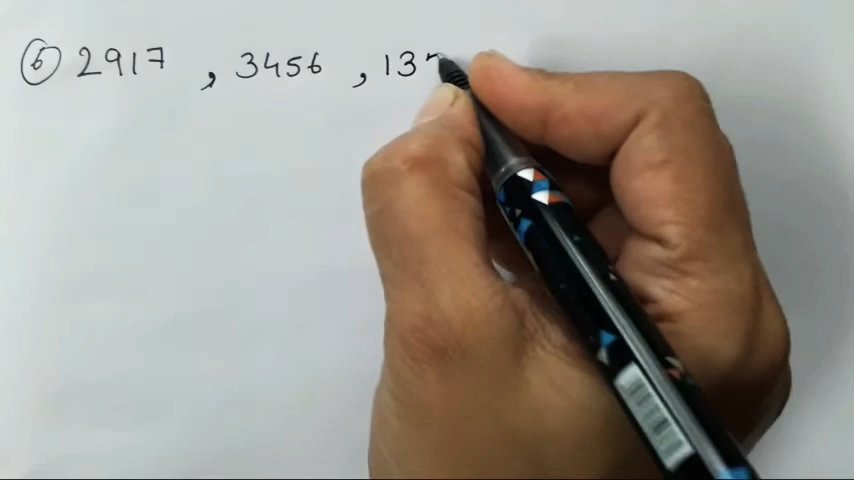 ⑥ 2917 , 3456 , 13